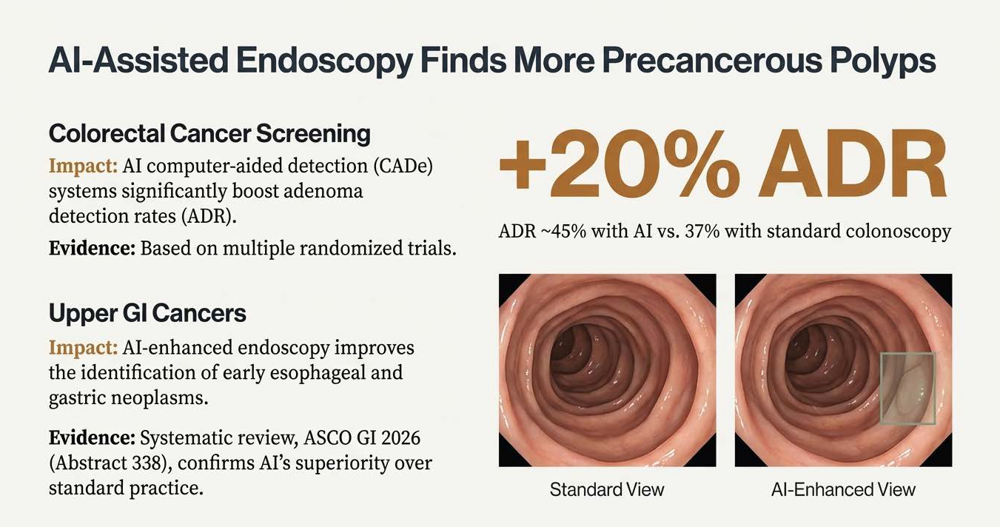 AI-Assisted Endoscopy Finds More Precancerous Polyps
Colorectal Cancer Screening
Impact: AI computer-aided detection (CADe)
systems significantly boost adenoma
detection rates (ADR).
Evidence: Based on multiple randomized trials.
Upper GI Cancers
Impact: AI-enhanced endoscopy improves
the identification of early esophageal and
gastric neoplasms.
Evidence: Systematic review, ASCO GI 2026
(Abstract 338), confirms AI’s superiority over
standard practice.
+20% ADR
ADR ~45% with AI vs. 37% with standard colonoscopy
Standard View
AI-Enhanced View